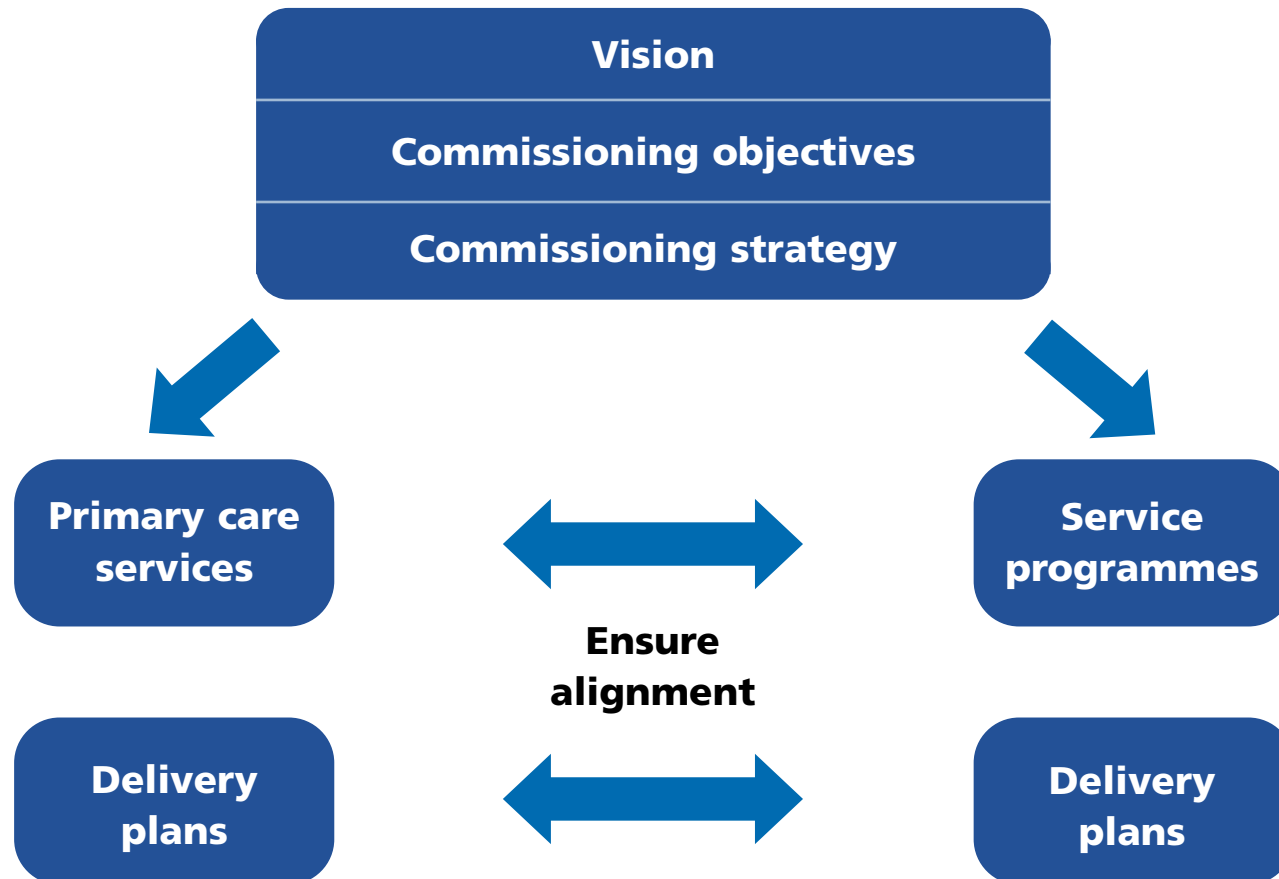 Vision
Commissioning objectives
Commissioning strategy
Primary care
services
Service
programmes
Ensure
alignment
Delivery
plans
Delivery
plans